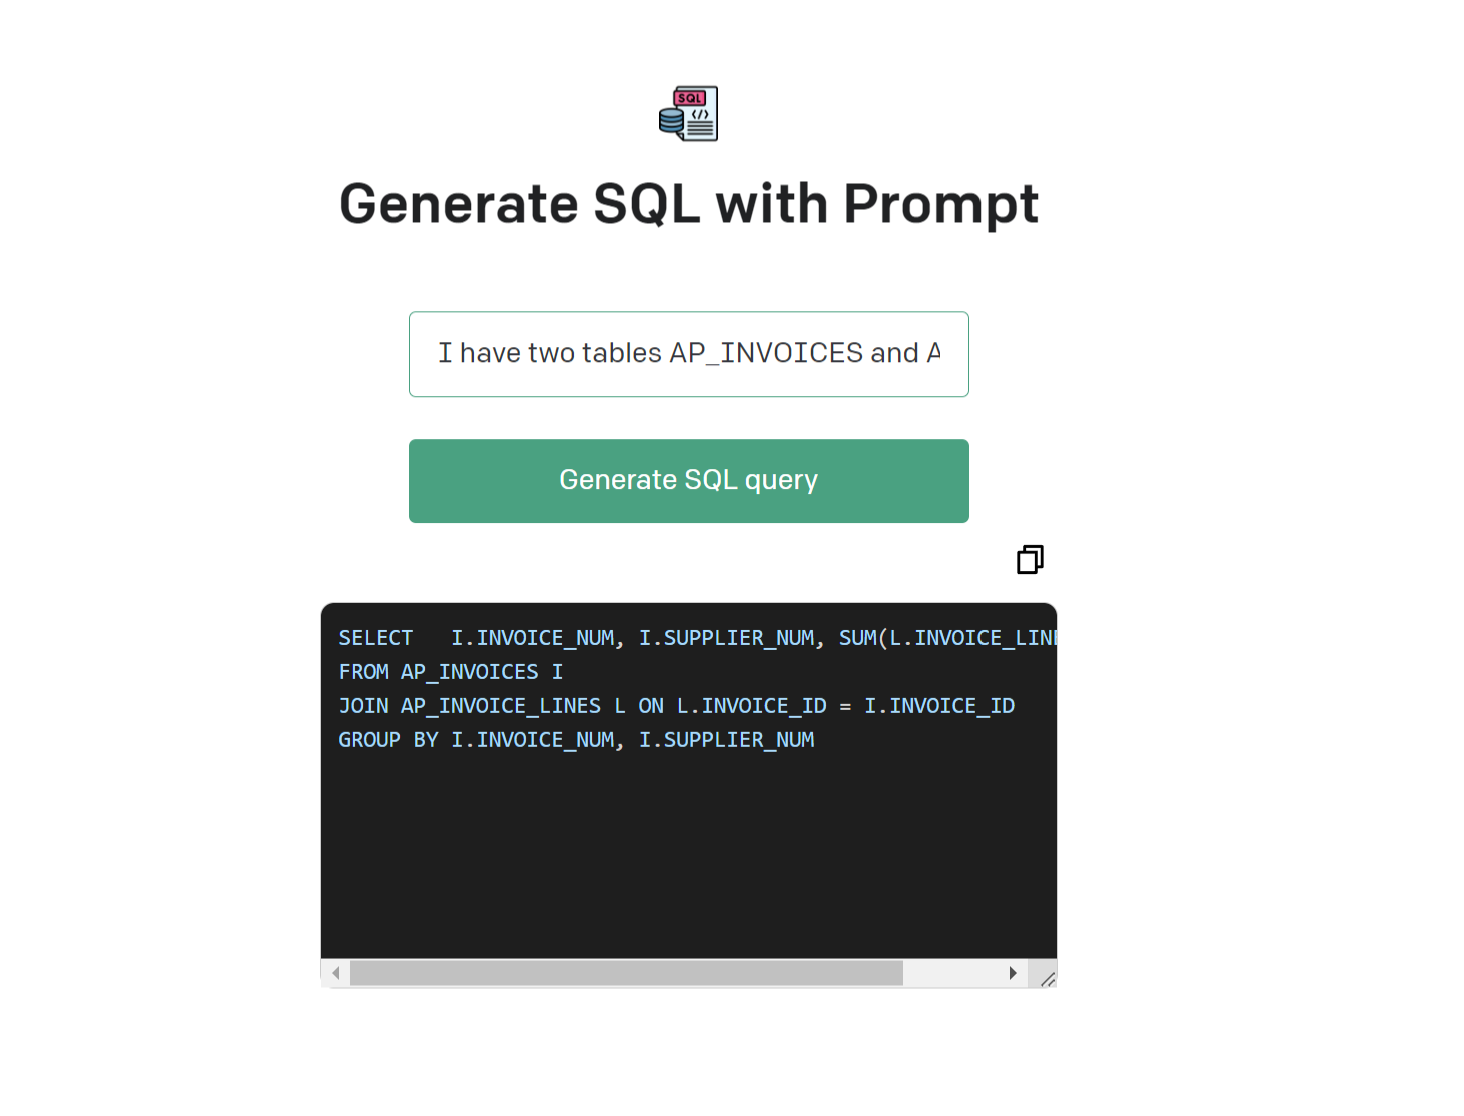 SQL
</>
Generate SQL with Prompt
I have two tables AP_INVOICES and A
Generate SQL query
SELECT   I.INVOICE_NUM, I.SUPPLIER_NUM, SUM(L.INVOICE_LINE
FROM AP_INVOICES I
JOIN AP_INVOICE_LINES L ON L.INVOICE_ID = I.INVOICE_ID
GROUP BY I.INVOICE_NUM, I.SUPPLIER_NUM